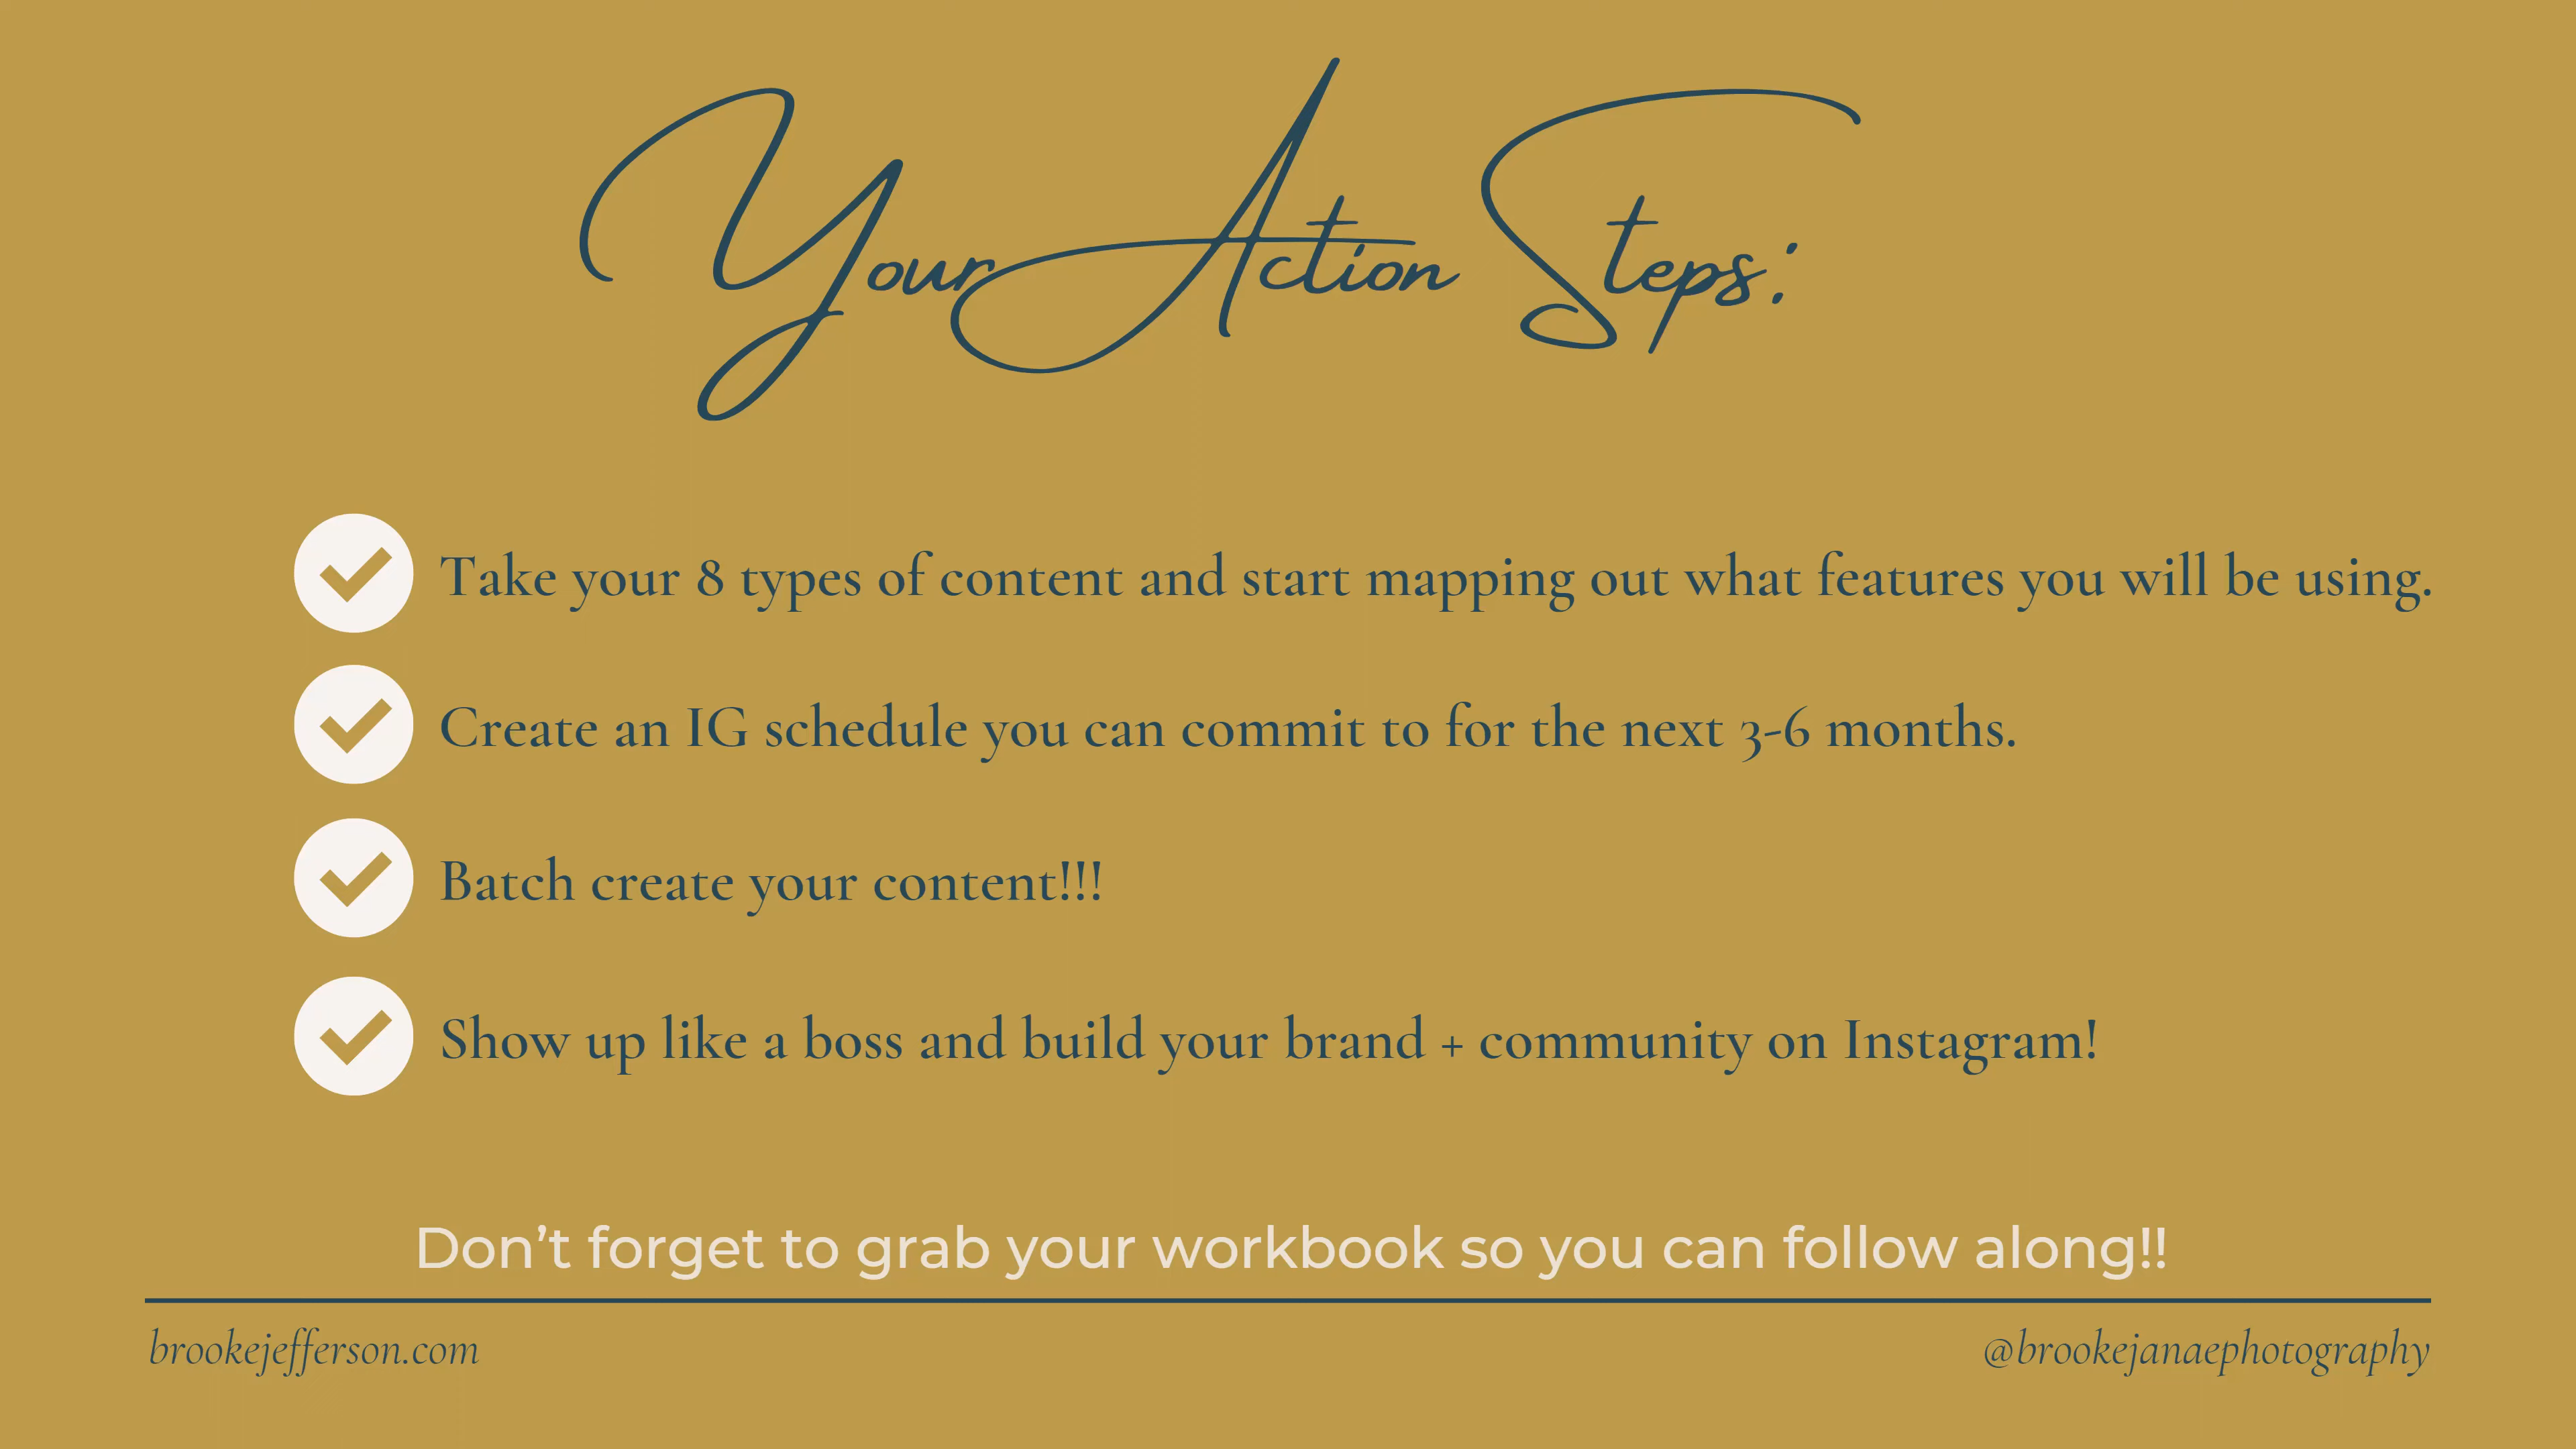 Your Action Steps:
Take your 8 types of content and start mapping out what features you will be using.
Create an IG schedule you can commit to for the next 3-6 months.
Batch create your content!!!
Show up like a boss and build your brand + community on Instagram!
Don’t forget to grab your workbook so you can follow along!!
brookejefferson.com
@brookejanaephotography